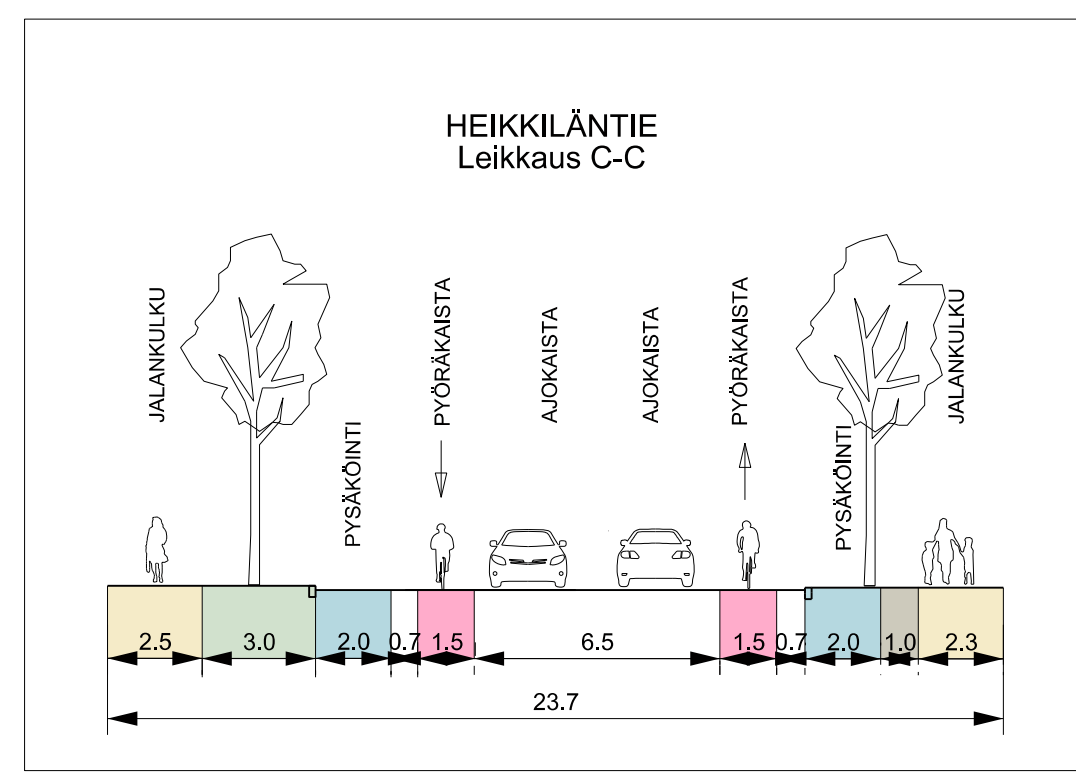 HEIKKILÄNTIE
Leikkaus C-C
JALANKULKU
PYSÄKÖINTI
PYÖRÄKAISTA
AJOKAISTA
AJOKAISTA
PYÖRÄKAISTA
PYSÄKÖINTI
JALANKULKU
2.5 3.0 2.0 0.7 1.5 6.5 1.5 0.7 2.0 1.0 2.3
23.7